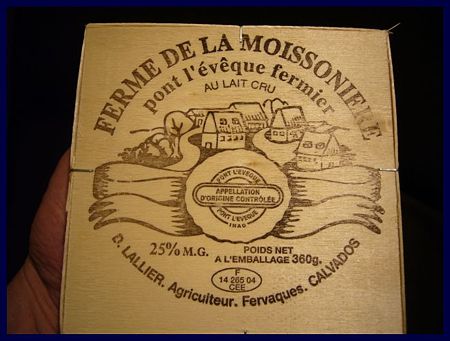 FERME DE LA MOISSONIERE
pont l'évêque fermier
AU LAIT CRU
PONT L'EVEQUE
APPELLATION
D'ORIGINE CONTRÔLÉE
PONT L'EVEQUE
INAO
25% M.G.
POIDS NET
A L'EMBALLAGE 360g.
F
14 265 04
CEE
D. LALLIER. Agriculteur. Fervaques. CALVADOS